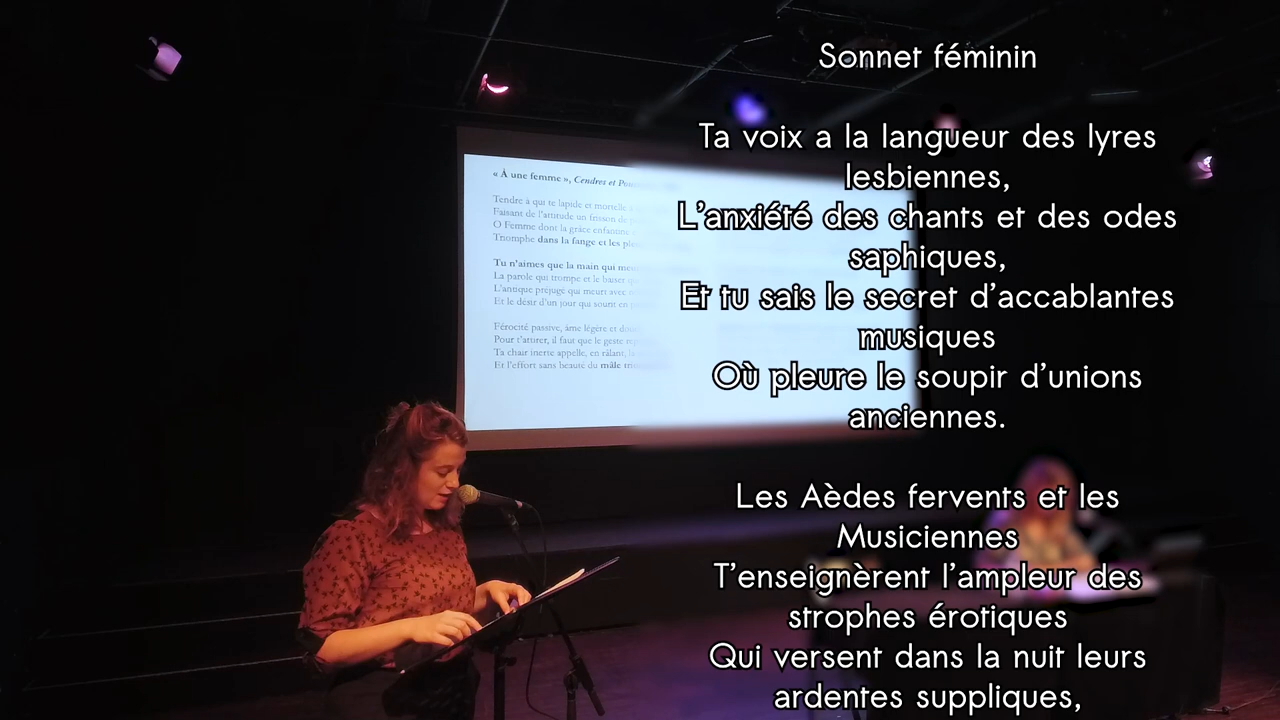 Sonnet féminin
Ta voix a la langueur des lyres
lesbiennes,
L'anxiété des chants et des odes
saphiques,
Et tu sais le secret d'accablantes
musiques
Où pleure le soupir d'unions
anciennes.
Les Aèdes fervents et les
Musiciennes
T'enseignèrent l'ampleur des
strophes érotiques
Qui versent dans la nuit leurs
ardentes suppliques,
« À une femme », Cendres et
Tendre à qui te lapide et mortelle
Faisant de l'attitude un frisson de
O Femme dont la grâce enfantine
Triomphe dans la fange et les
Tu n'aimes que la main qui
La parole qui trompe et le baiser
L'antique préjugé qui meurt avec
Et le désir d'un jour qui sourit en
Férocité passive, âme légère et
Pour t'attirer, il faut que le geste
Ta chair inerte appelle, en râlant,
Et l'effort sans beauté du mâle